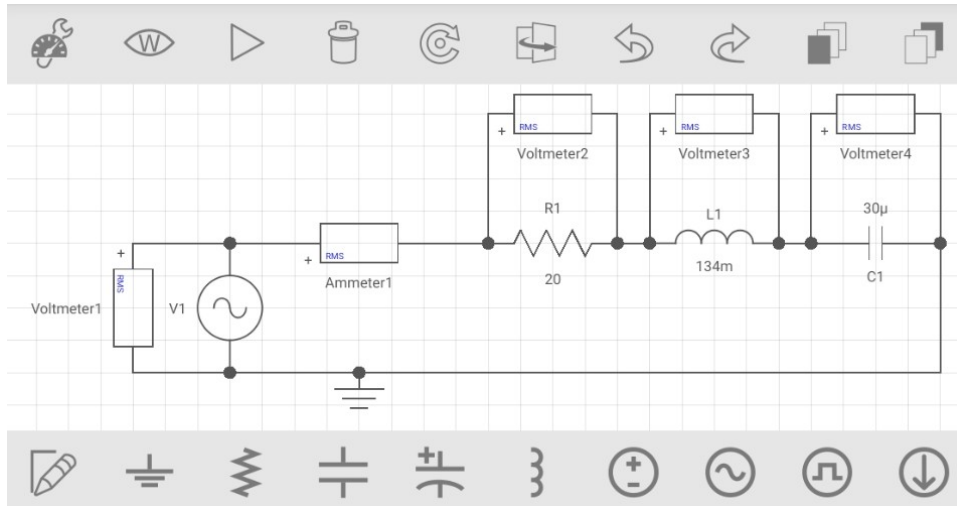 W
RMS
+
Voltmeter2
RMS
+
Voltmeter3
RMS
+
Voltmeter4
R1
L1
30µ
+
RMS
+
RMS
Ammeter1
20
134m
C1
Voltmeter1
V1